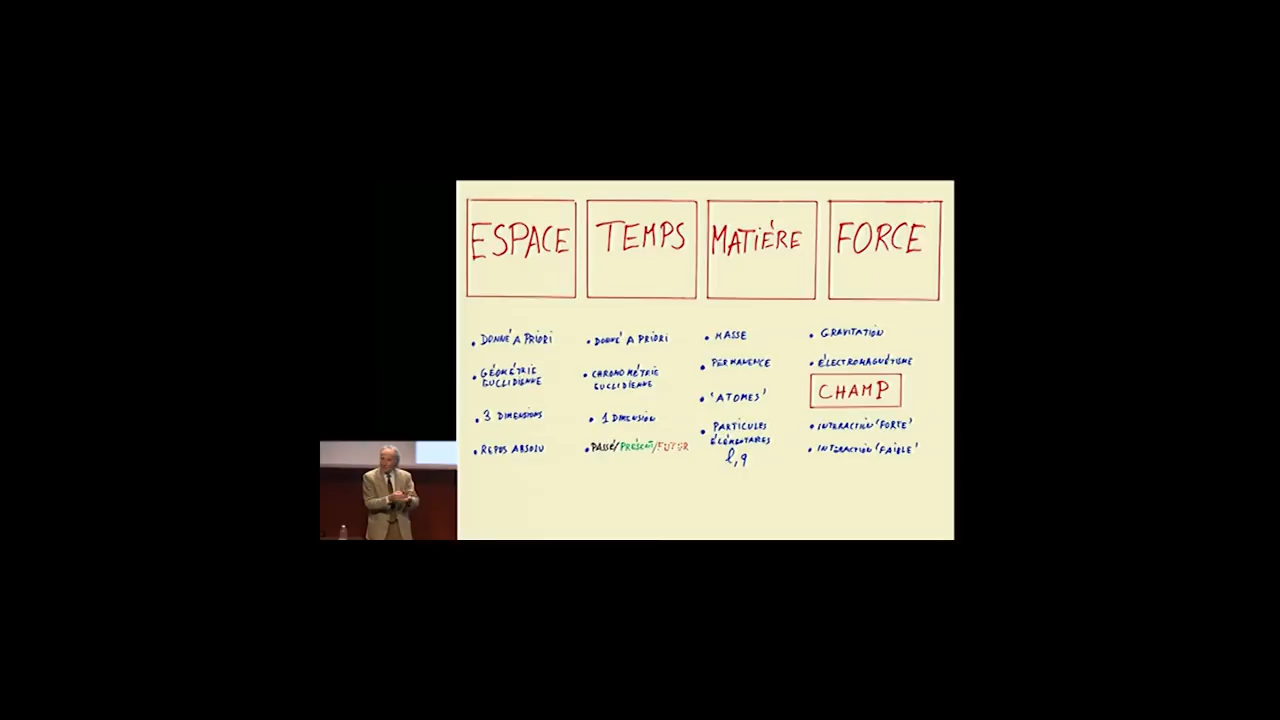 ESPACE
TEMPS
MATIÈRE
FORCE
• DONNÉ A PRIORI
• GÉOMÉTRIE
EUCLIDIENNE
• 3 DIMENSIONS
• REPOS ABSOLU
• DONNÉ A PRIORI
• CHRONOMÉTRIE
EUCLIDIENNE
• 1 DIMENSION
• PASSÉ/PRÉSENT/FUTUR
• MASSE
• PERMANENCE
• 'ATOMES'
• PARTICULES
ÉLÉMENTAIRES
l, q
• GRAVITATION
• ÉLECTROMAGNÉTISME
CHAMP
• INTERACTION 'FORTE'
• INTERACTION 'FAIBLE'